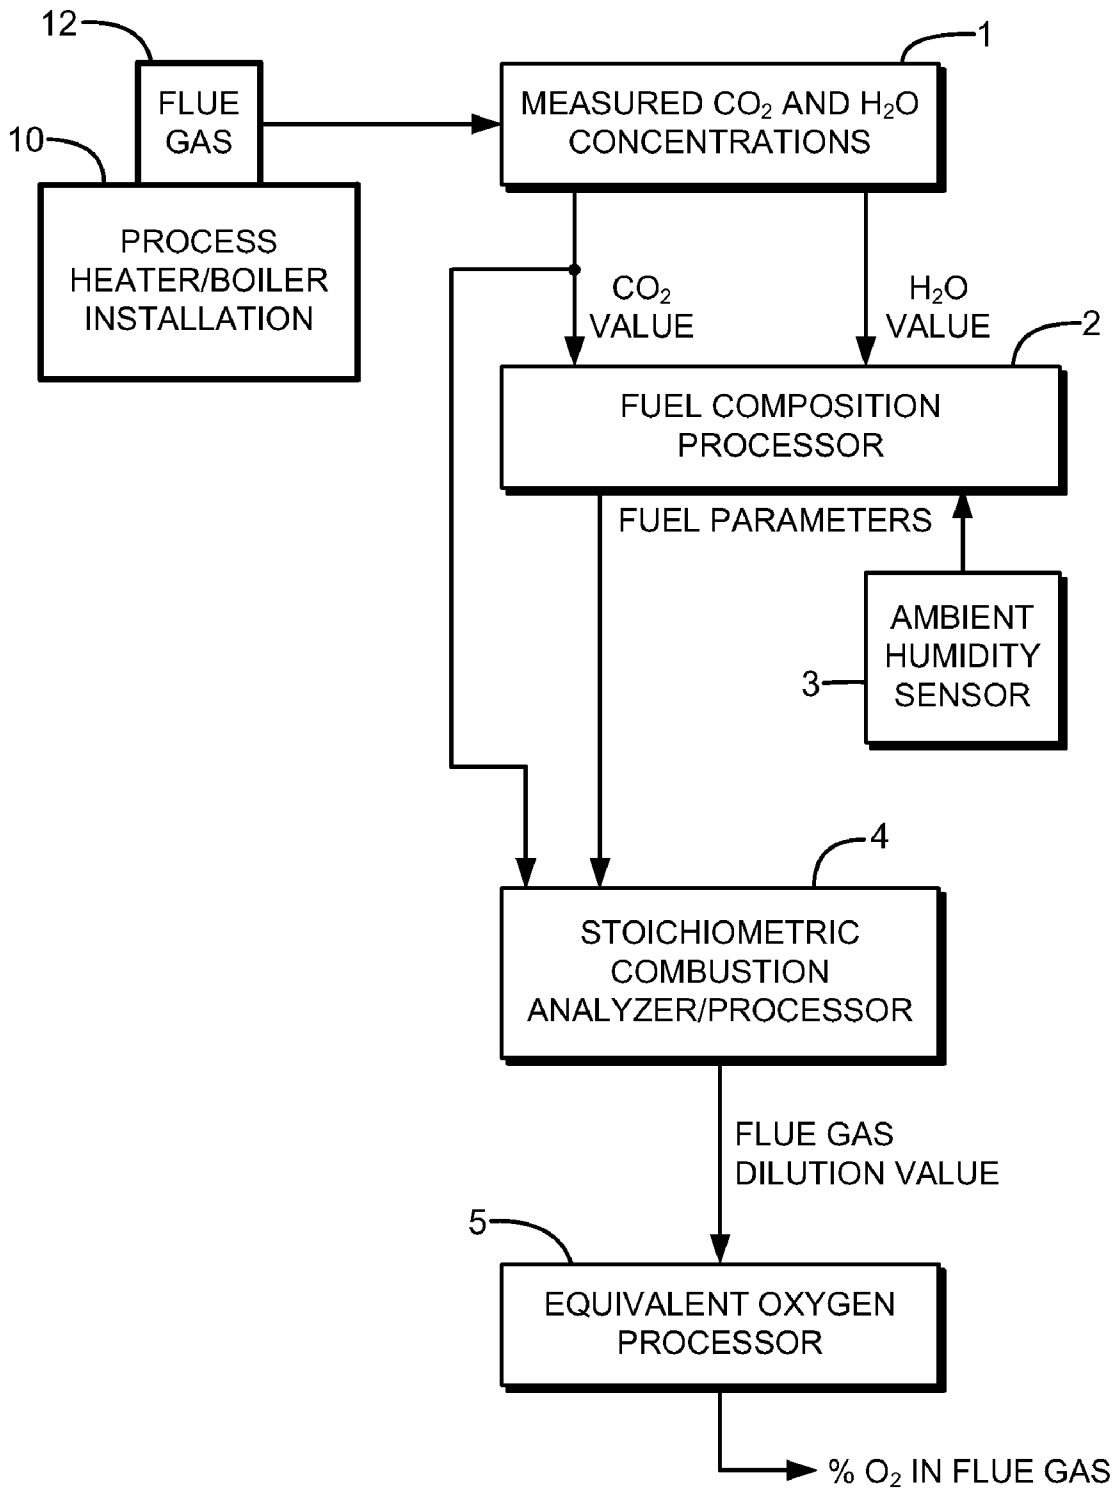 12
FLUE
GAS
10
PROCESS
HEATER/BOILER
INSTALLATION
1
MEASURED CO₂ AND H₂O
CONCENTRATIONS
CO₂
VALUE
H₂O
VALUE
2
FUEL COMPOSITION
PROCESSOR
FUEL PARAMETERS
AMBIENT
HUMIDITY
SENSOR
3
4
STOICHIOMETRIC
COMBUSTION
ANALYZER/PROCESSOR
FLUE GAS
DILUTION VALUE
5
EQUIVALENT OXYGEN
PROCESSOR
% O₂ IN FLUE GAS